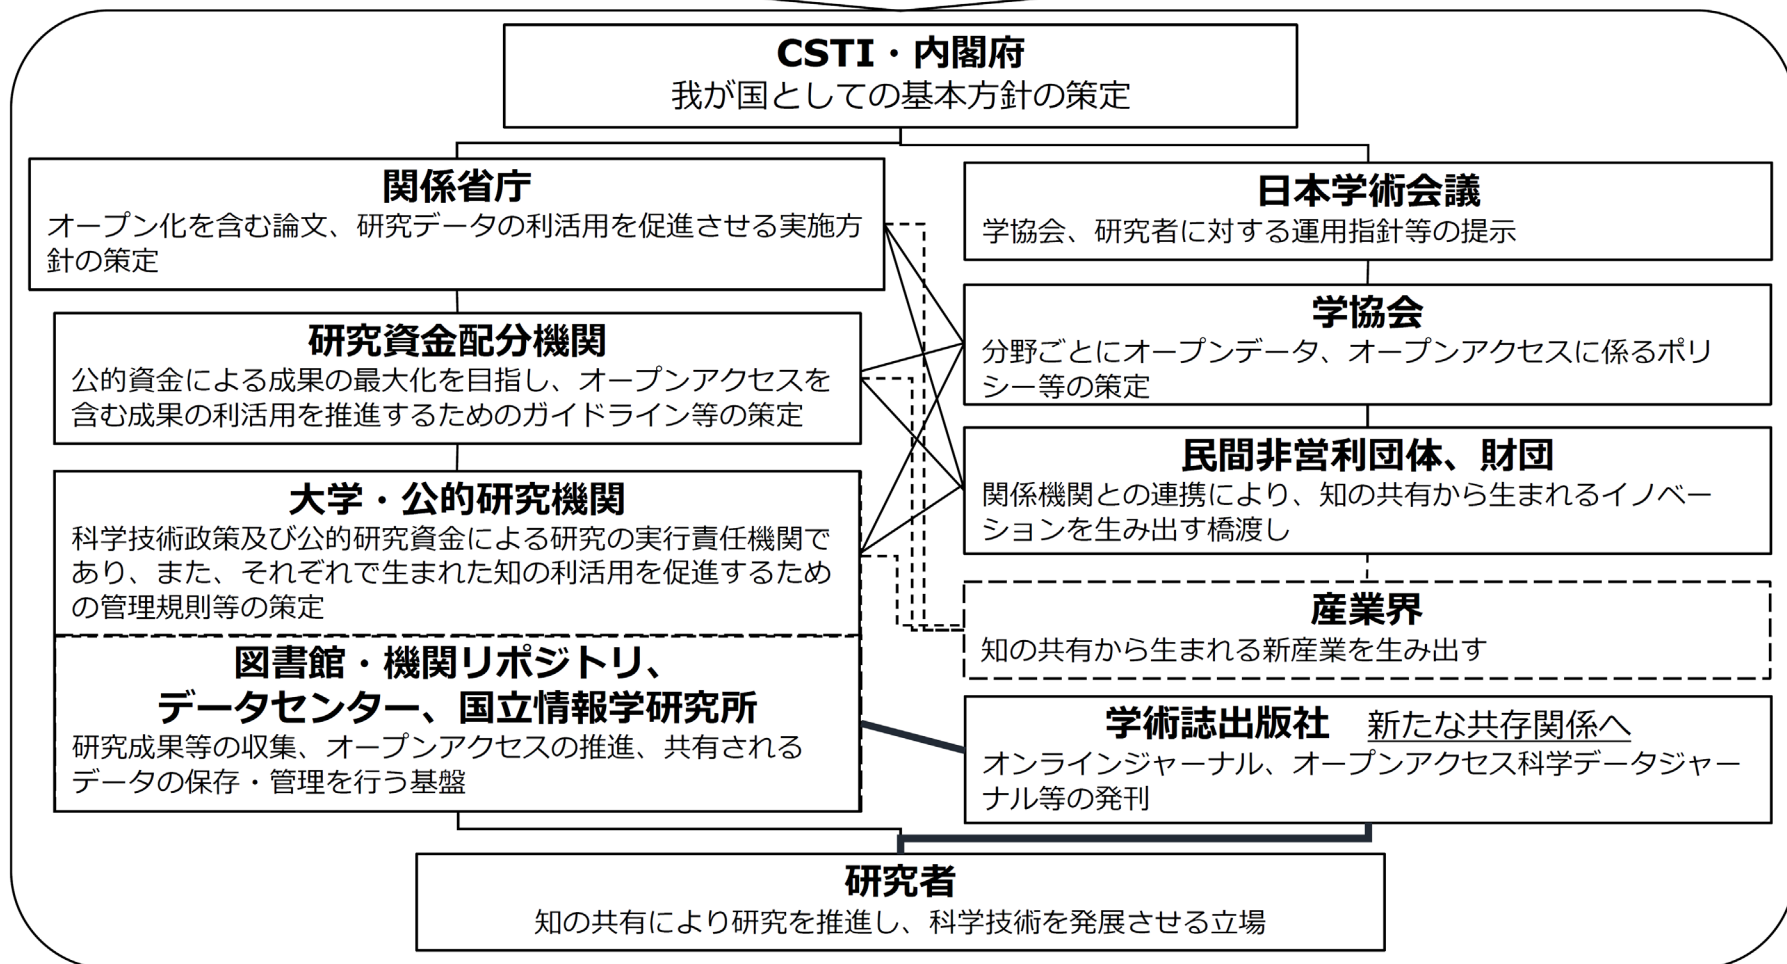 CSTI・内閣府
我が国としての基本方針の策定
関係省庁
オープン化を含む論文、研究データの利活用を促進させる実施方
針の策定
日本学術会議
学協会、研究者に対する運用指針等の提示
研究資金配分機関
公的資金による成果の最大化を目指し、オープンアクセスを
含む成果の利活用を推進するためのガイドライン等の策定
学協会
分野ごとにオープンデータ、オープンアクセスに係るポリ
シー等の策定
大学・公的研究機関
科学技術政策及び公的研究資金による研究の実行責任機関で
あり、また、それぞれで生まれた知の利活用を促進するため
の管理規則等の策定
民間非営利団体、財団
関係機関との連携により、知の共有から生まれるイノベー
ションを生み出す橋渡し
産業界
知の共有から生まれる新産業を生み出す
図書館・機関リポジトリ、
データセンター、国立情報学研究所
研究成果等の収集、オープンアクセスの推進、共有される
データの保存・管理を行う基盤
学術誌出版社 新たな共存関係へ
オンラインジャーナル、オープンアクセス科学データジャー
ナル等の発刊
研究者
知の共有により研究を推進し、科学技術を発展させる立場